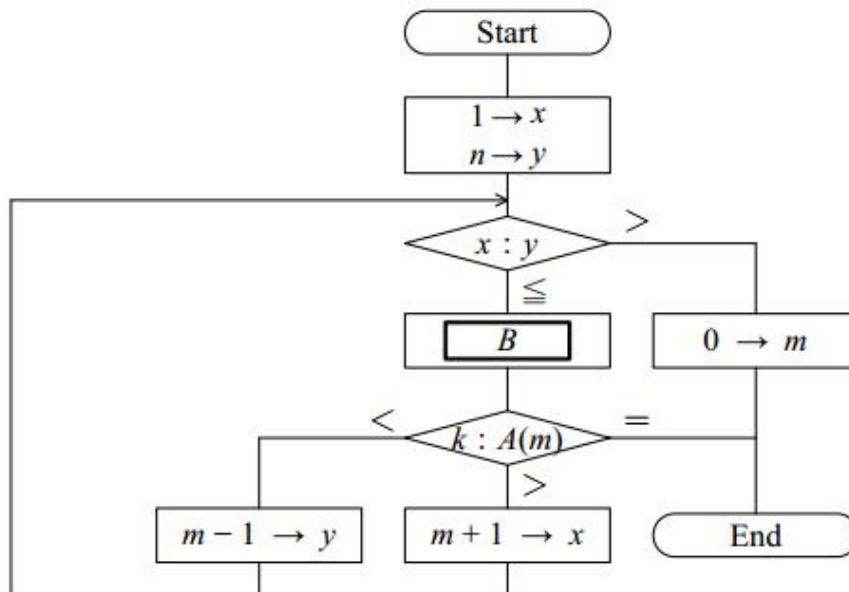 Start
1 → x
n → y
x : y
>
≦
B
0 → m
<
k : A(m)
=
>
m − 1 → y
m + 1 → x
End